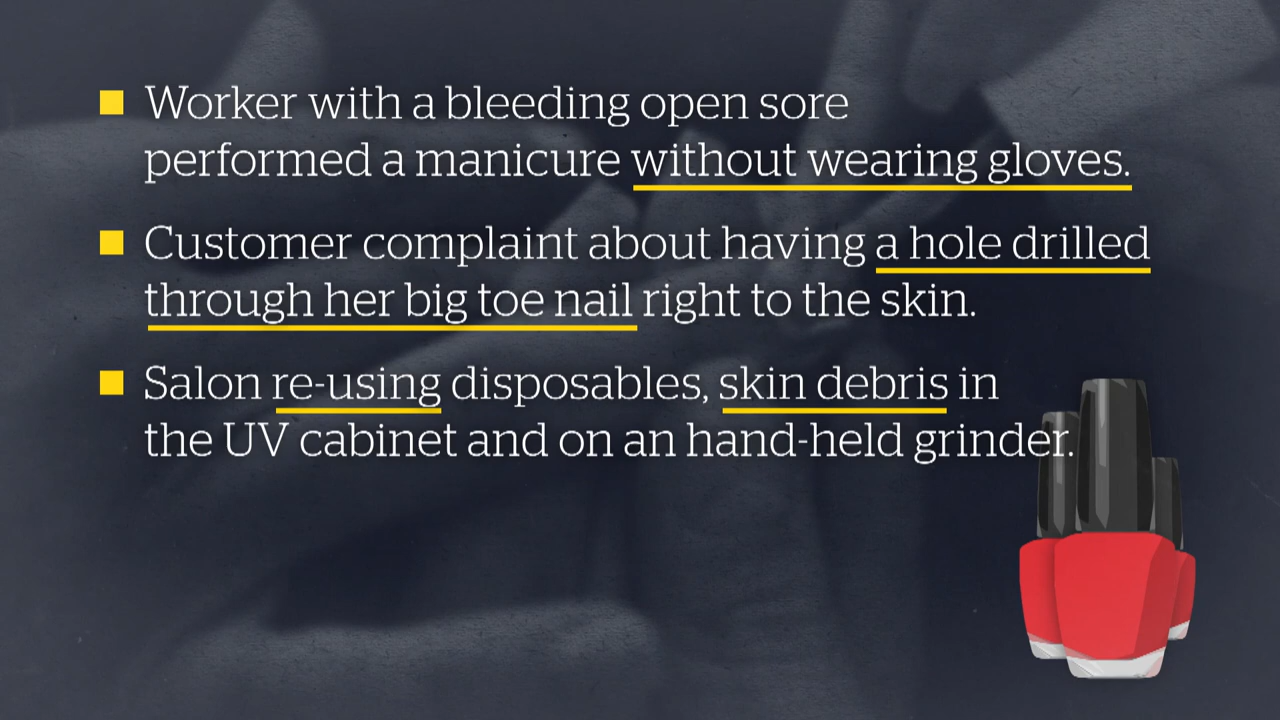 Worker with a bleeding open sore
performed a manicure without wearing gloves.
Customer complaint about having a hole drilled
through her big toe nail right to the skin.
Salon re-using disposables, skin debris in
the UV cabinet and on an hand-held grinder.